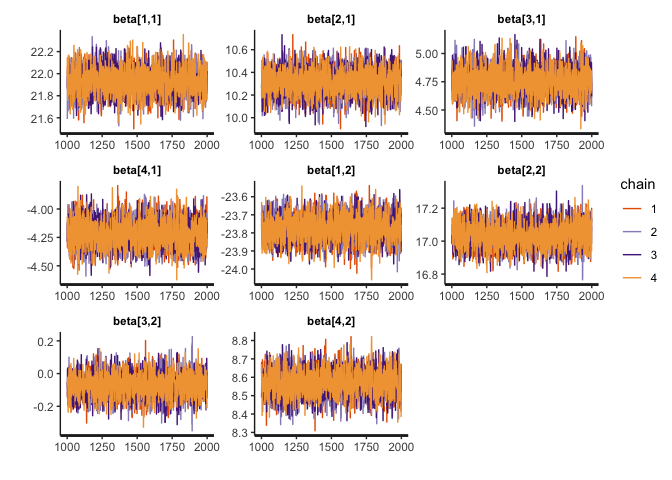 beta[1,1] beta[2,1] beta[3,1]
22.2
22.0
21.8
21.6
1000 1250 1500 1750 2000
10.6
10.4
10.2
10.0
1000 1250 1500 1750 2000
5.00
4.75
4.50
1000 1250 1500 1750 2000
beta[4,1] beta[1,2] beta[2,2]
-4.00
-4.25
-4.50
1000 1250 1500 1750 2000
-23.6
-23.7
-23.8
-23.9
-24.0
1000 1250 1500 1750 2000
17.2
17.0
16.8
1000 1250 1500 1750 2000
beta[3,2] beta[4,2]
0.2
0.0
-0.2
1000 1250 1500 1750 2000
8.8
8.7
8.6
8.5
8.4
8.3
1000 1250 1500 1750 2000
chain
1
2
3
4